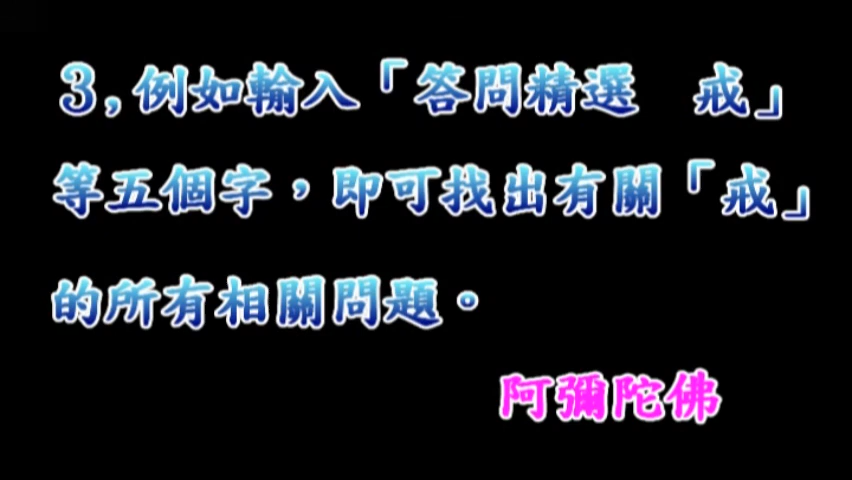 3,例如輸入「答問精選　戒」
等五個字，即可找出有關「戒」
的所有相關問題。
阿彌陀佛